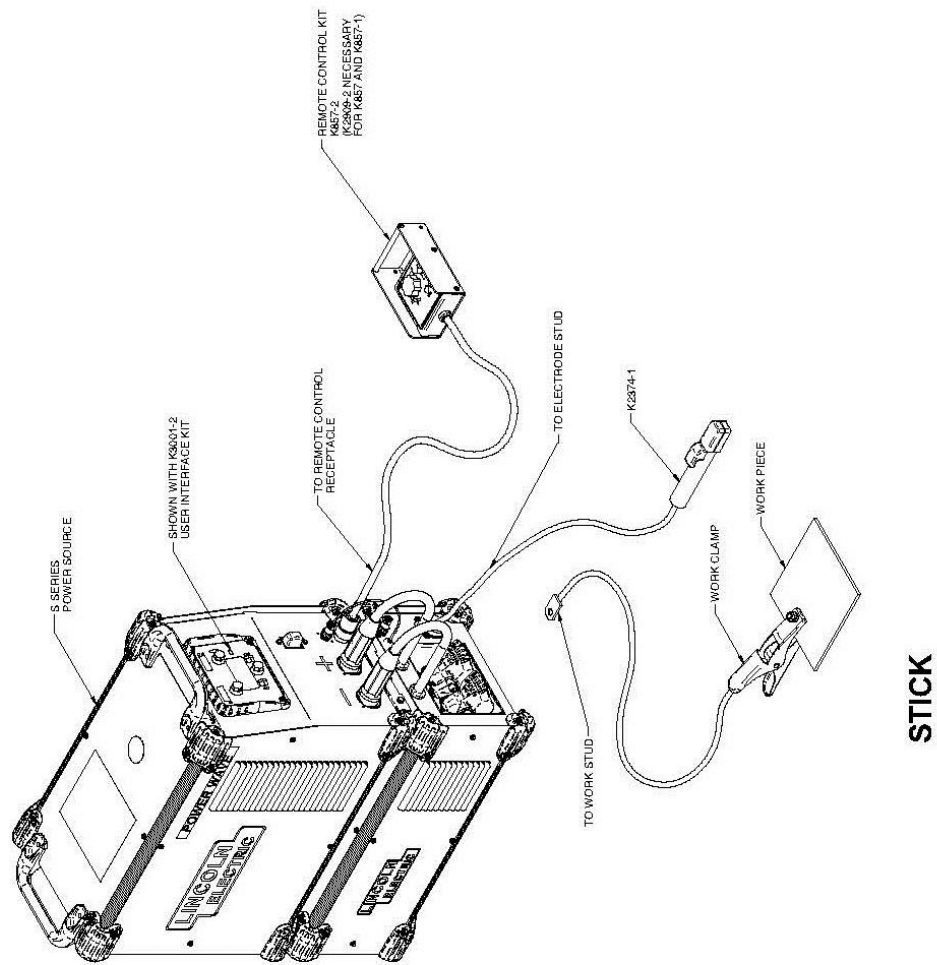 S SERIES
POWER SOURCE
SHOWN WITH K3001-2
USER INTERFACE KIT
TO REMOTE CONTROL
RECEPTACLE
REMOTE CONTROL KIT
K857-2
(K2909-2 NECESSARY
FOR K857 AND K857-1)
TO ELECTRODE STUD
K2374-1
TO WORK STUD
WORK CLAMP
WORK PIECE
POWER WAVE
LINCOLN
ELECTRIC
LINCOLN
ELECTRIC
+
-
STICK